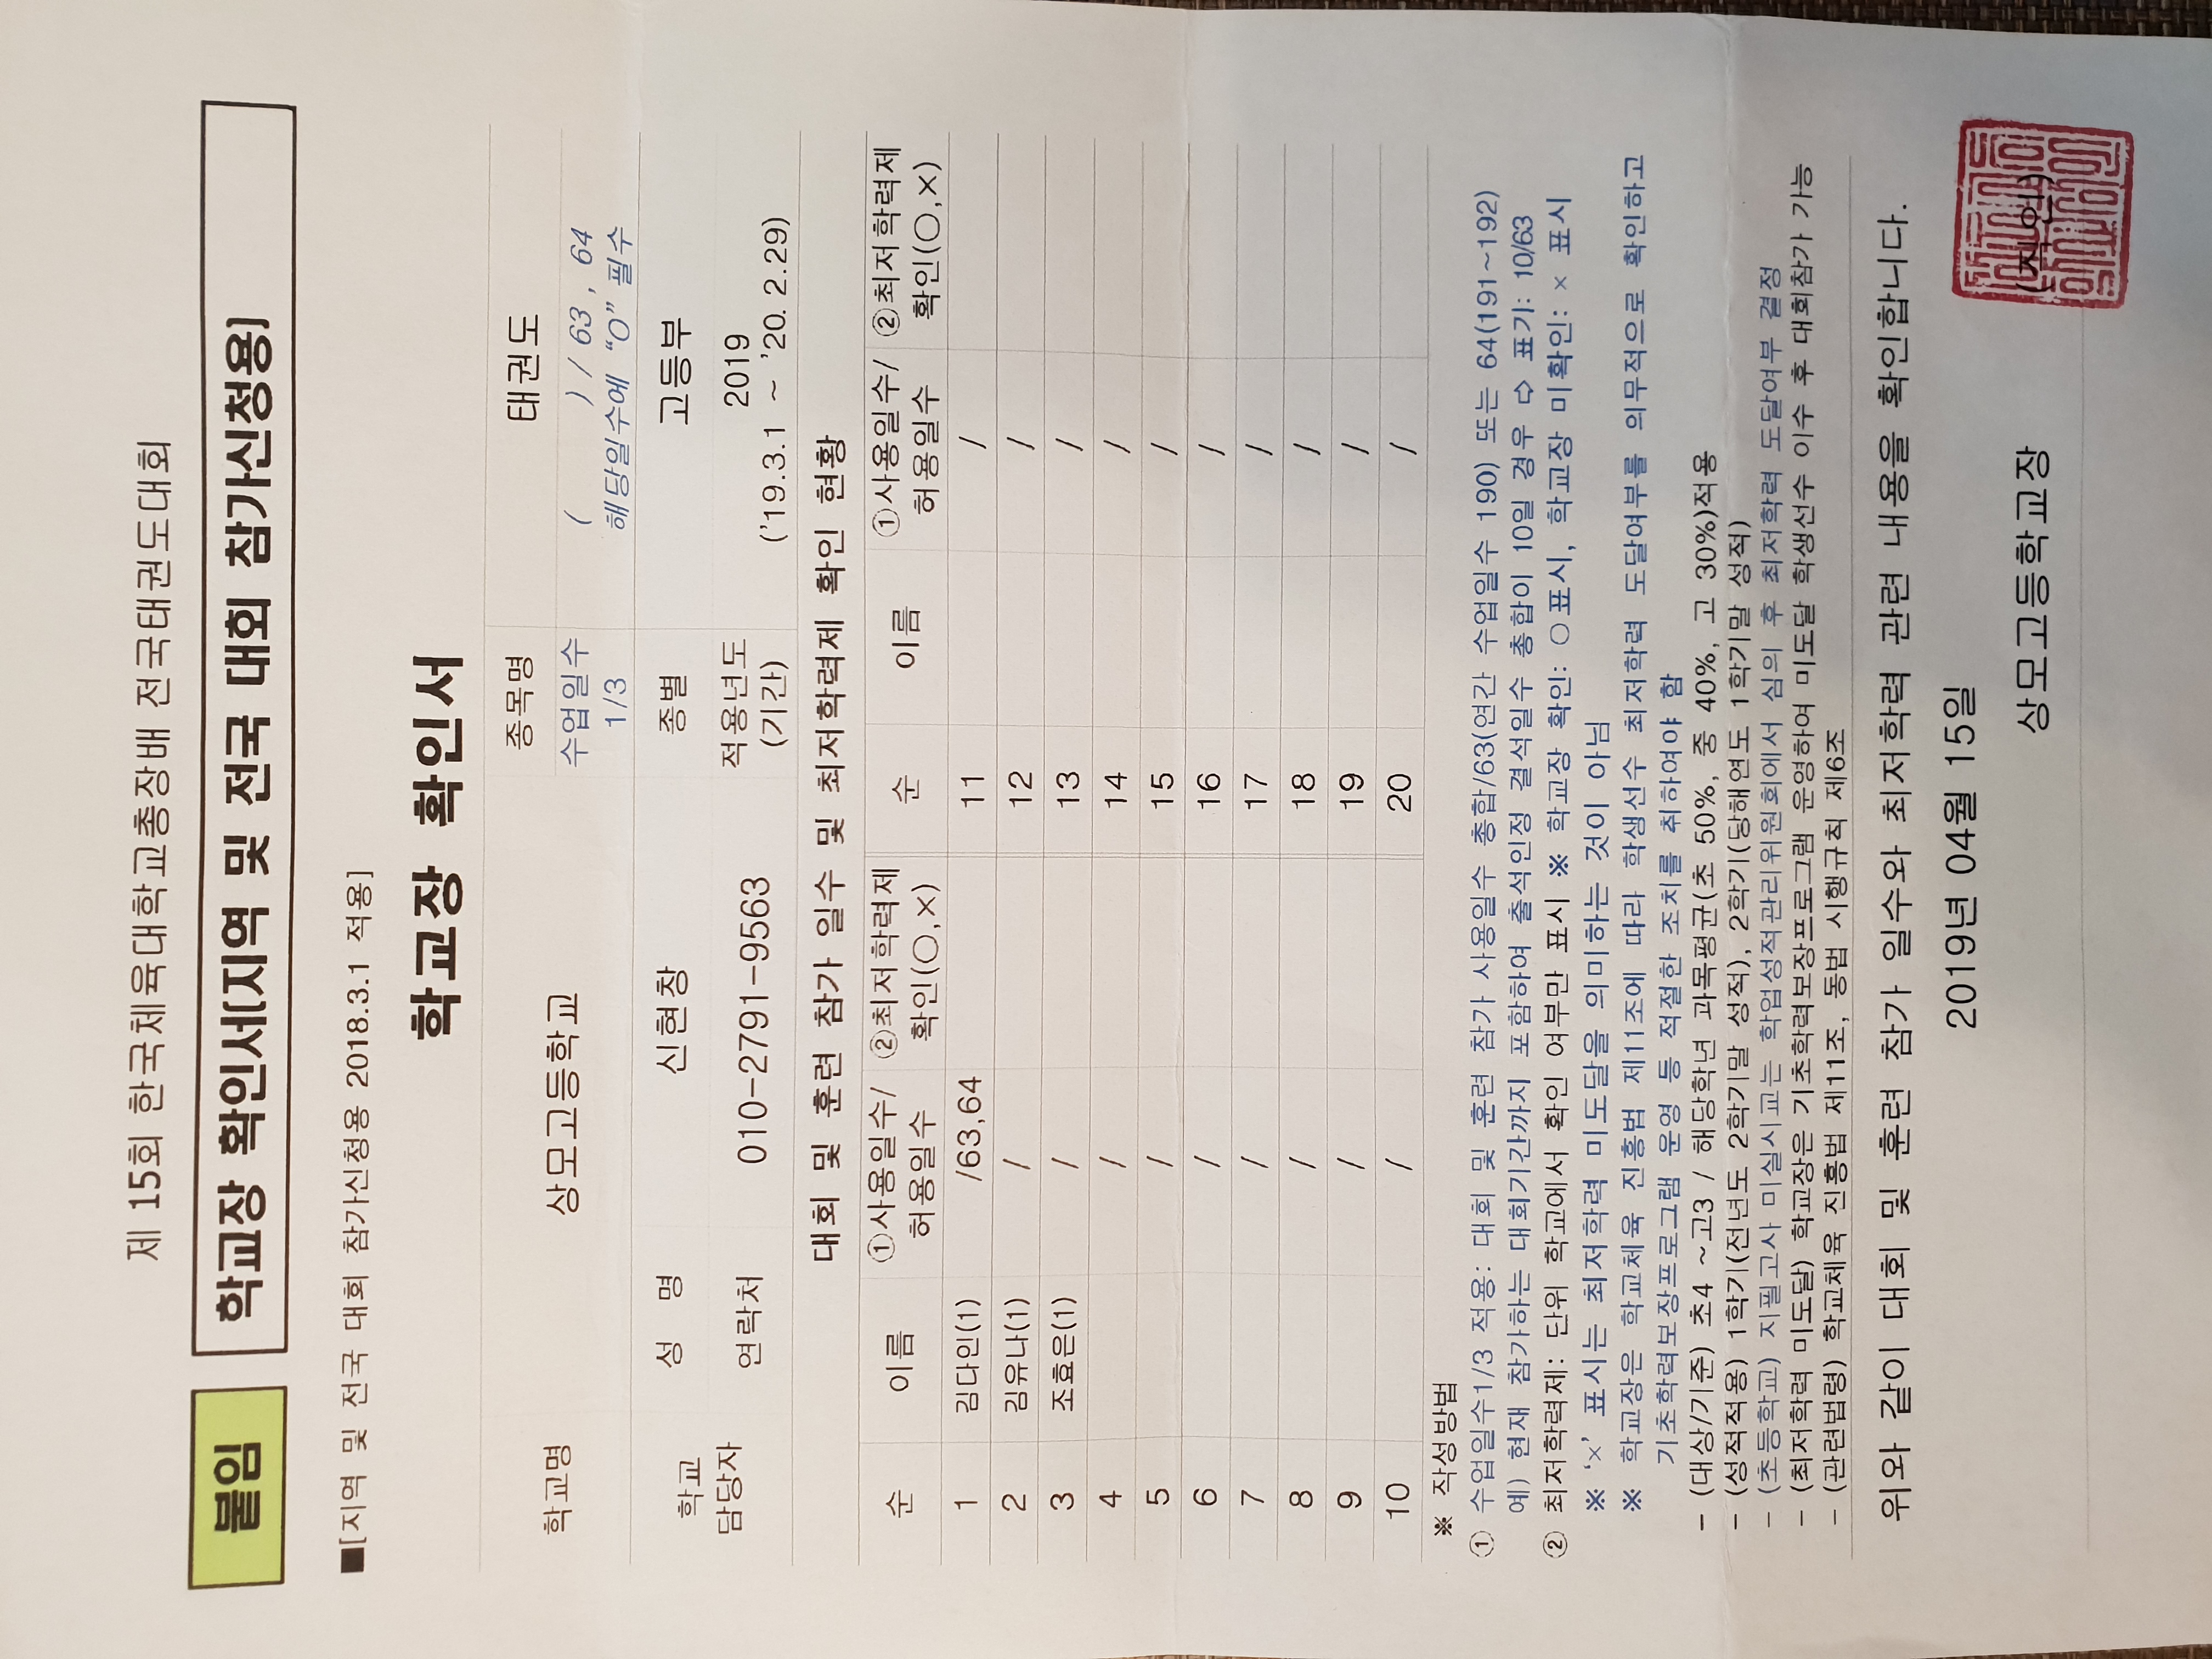 제 15회 한국체육대학교총장배 전국태권도대회
붙임 학교장 확인서(지역 및 전국 대회 참가신청용)
■[지역 및 전국 대회 참가신청용 2018.3.1 적용]
학교장 확인서
학교명 상모고등학교 종목명 태권도
수업일수 1/3 ( ) / 63 , 64
해당일수에 “O” 필수
학교 담당자 성 명 신현창 종별 고등부
연락처 010-2791-9563 적용년도 (기간) 2019
('19.3.1 ~ '20. 2.29)
대회 및 훈련 참가 일수 및 최저학력제 확인 현황
순 이름 ①사용일수/허용일수 ②최저학력제 확인(○,×) 순 이름 ①사용일수/허용일수 ②최저학력제 확인(○,×)
1 김다인(1) /63,64 11 /
2 김유나(1) / 12 /
3 조효은(1) / 13 /
4 / 14 /
5 / 15 /
6 / 16 /
7 / 17 /
8 / 18 /
9 / 19 /
10 / 20 /
※ 작성방법
① 수업일수1/3 적용: 대회 및 훈련 참가 사용일수 총합/63(연간 수업일수 190) 또는 64(191~192)
예) 현재 참가하는 대회기간까지 포함하여 출석인정 결석일수 총합이 10일 경우 ⇨ 표기: 10/63
② 최저학력제: 단위 학교에서 확인 여부만 표시 ※ 학교장 확인: ○표시, 학교장 미확인: × 표시
※ ‘×’ 표시는 최저학력 미도달을 의미하는 것이 아님
※ 학교장은 학교체육 진흥법 제11조에 따라 학생선수 최저학력 도달여부를 의무적으로 확인하고
기초학력보장프로그램 운영 등 적절한 조치를 취하여야 함
- (대상/기준) 초4 ~고3 / 해당학년 과목평균(초 50%, 중 40%, 고 30%)적용
- (성적적용) 1학기(전년도 2학기말 성적), 2학기(당해연도 1학기말 성적)
- (초등학교) 지필고사 미실시교는 학업성적관리위원회에서 심의 후 최저학력 도달여부 결정
- (최저학력 미도달) 학교장은 기초학력보장프로그램 운영하여 미도달 학생선수 이수 후 대회참가 가능
- (관련법령) 학교체육 진흥법 제11조, 동법 시행규칙 제6조
위와 같이 대회 및 훈련 참가 일수와 최저학력 관련 내용을 확인합니다.
2019년 04월 15일
상모고등학교장 (직인)